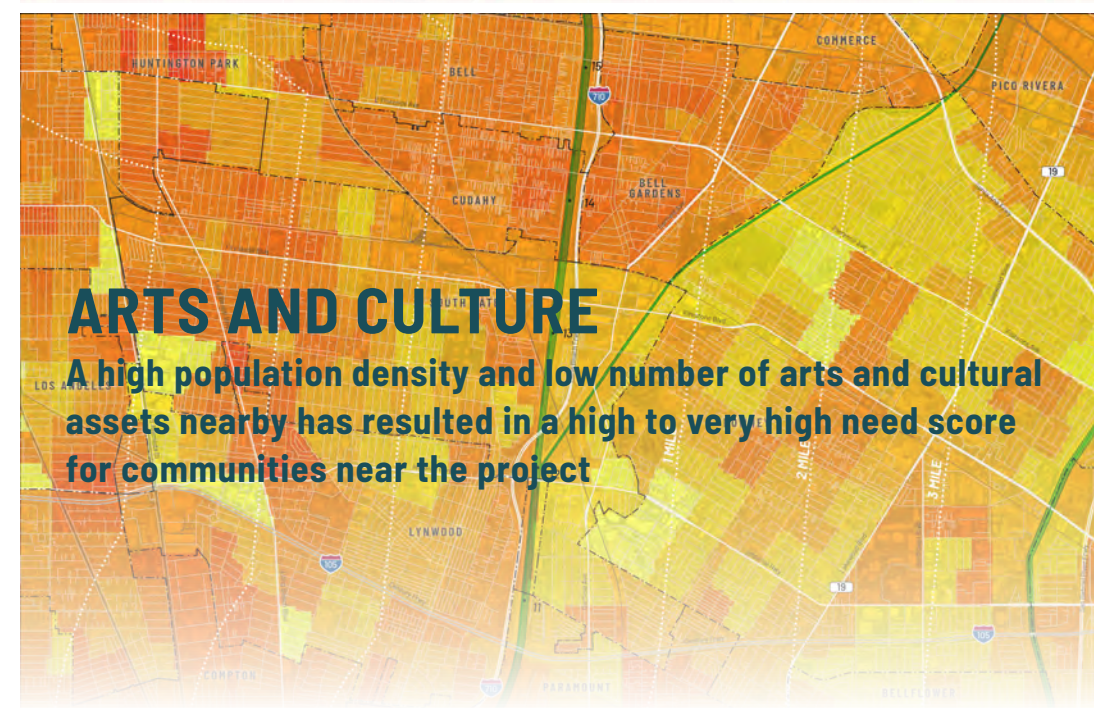 COMMERCE
HUNTINGTON PARK
BELL
15
710
PICO RIVERA
19
BELL
GARDENS
CUDAHY
14
ARTS AND CULTURE
13
LOS ANGELES
A high population density and low number of arts and cultural
assets nearby has resulted in a high to very high need score
for communities near the project
1 MILE
2 MILE
3 MILE
LYNWOOD
105
19
11
105
COMPTON
710
PARAMOUNT
BELLFLOWER